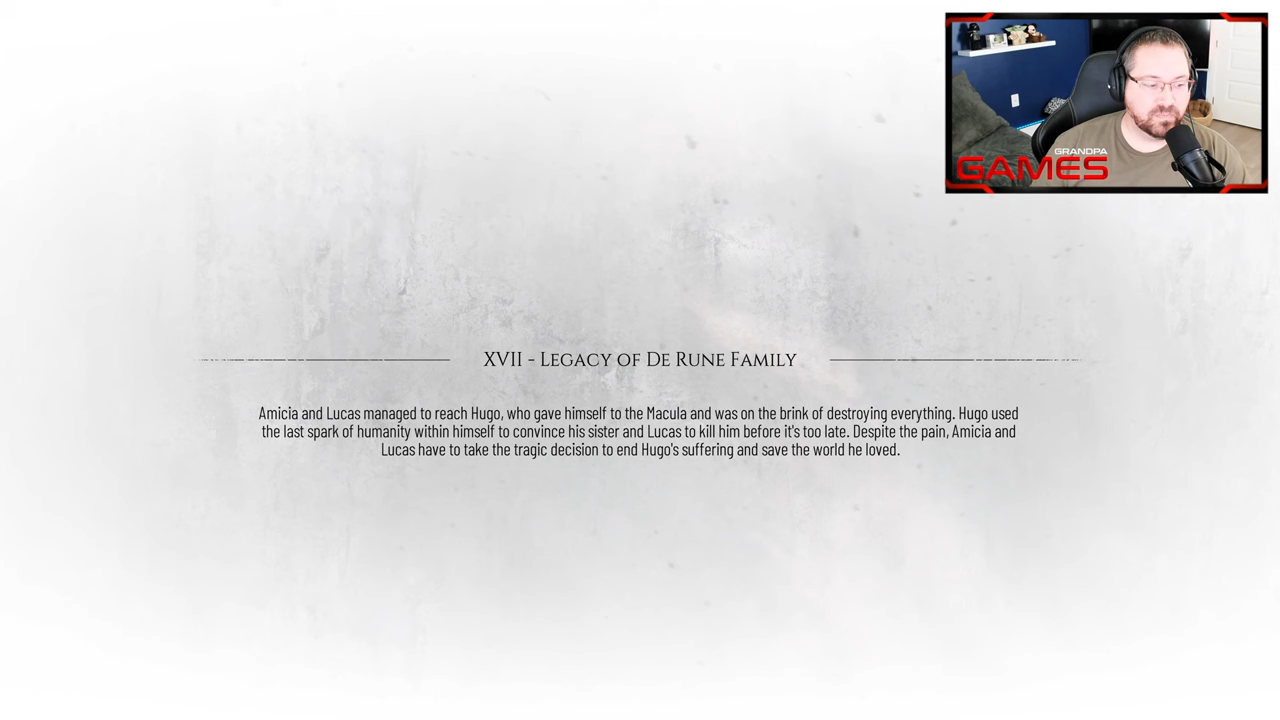 GRANDPA
GAMES
XVII - Legacy of De Rune Family
Amicia and Lucas managed to reach Hugo, who gave himself to the Macula and was on the brink of destroying everything. Hugo used
the last spark of humanity within himself to convince his sister and Lucas to kill him before it's too late. Despite the pain, Amicia and
Lucas have to take the tragic decision to end Hugo's suffering and save the world he loved.